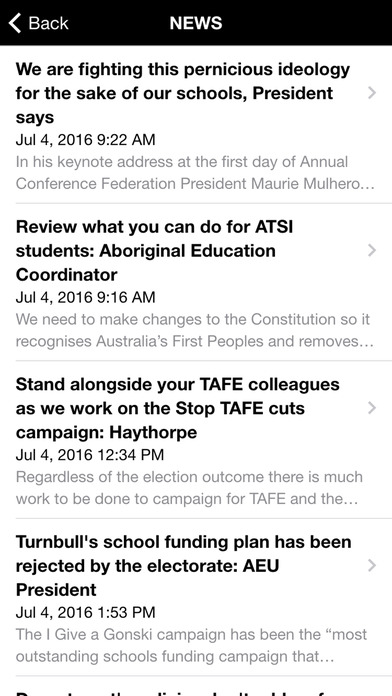 Back
NEWS
We are fighting this pernicious ideology
for the sake of our schools, President
says
Jul 4, 2016 9:22 AM
In his keynote address at the first day of Annual
Conference Federation President Maurie Mulhero…
Review what you can do for ATSI
students: Aboriginal Education
Coordinator
Jul 4, 2016 9:16 AM
We need to make changes to the Constitution so it
recognises Australia’s First Peoples and removes…
Stand alongside your TAFE colleagues
as we work on the Stop TAFE cuts
campaign: Haythorpe
Jul 4, 2016 12:34 PM
Regardless of the election outcome there is much
work to be done to campaign for TAFE and the…
Turnbull's school funding plan has been
rejected by the electorate: AEU
President
Jul 4, 2016 1:53 PM
The I Give a Gonski campaign has been the “most
outstanding schools funding campaign that…